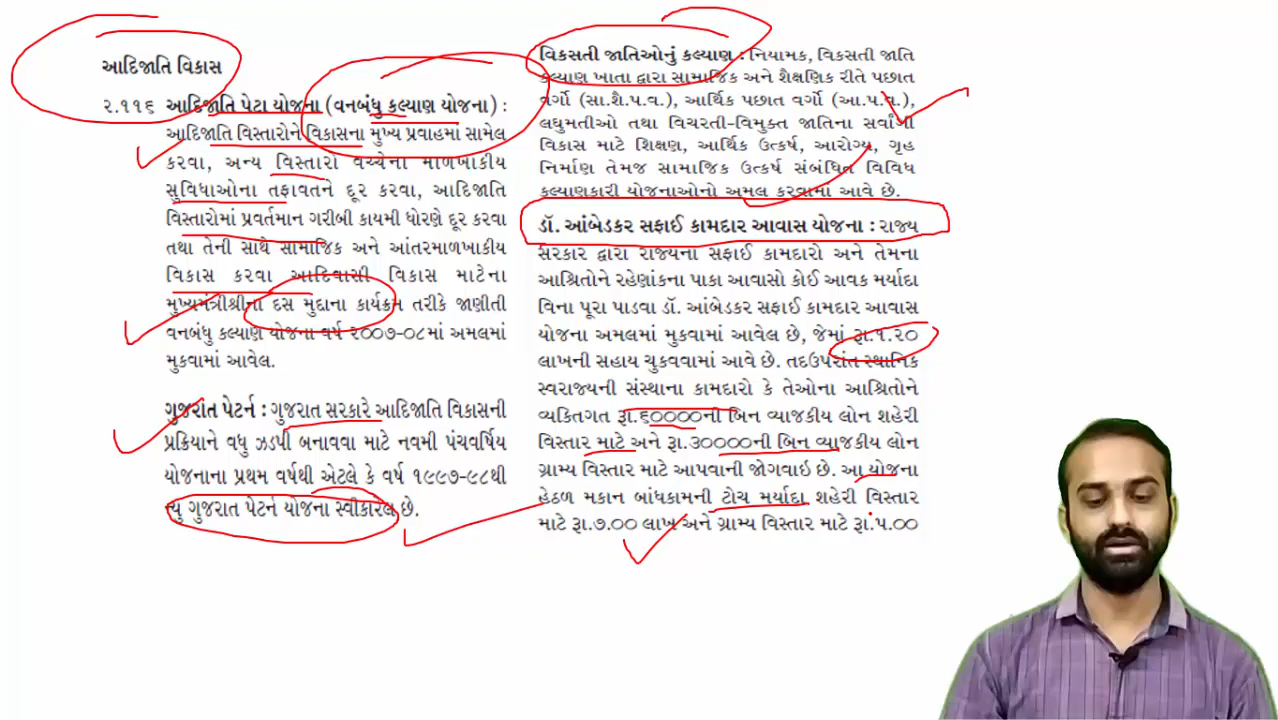 આદિજાતિ વિકાસ
૨.૧૧૬ આદિજાતિ પેટા યોજના (વનબંધુ કલ્યાણ યોજના) :
આદિજાતિ વિસ્તારોને વિકાસના મુખ્ય પ્રવાહમાં સામેલ
કરવા, અન્ય વિસ્તારો વચ્ચેના માળખાકીય
સુવિધાઓના તફાવતને દૂર કરવા, આદિજાતિ
વિસ્તારોમાં પ્રવર્તમાન ગરીબી કાયમી ધોરણે દૂર કરવા
તથા તેની સાથે સામાજિક અને આંતરમાળખાકીય
વિકાસ કરવા આદિવાસી વિકાસ માટેના
મુખ્યમંત્રીશ્રીના દસ મુદ્દાના કાર્યક્રમ તરીકે જાણીતી
વનબંધુ કલ્યાણ યોજના વર્ષ ૨૦૦૭-૦૮માં અમલમાં
મુકવામાં આવેલ.
ગુજરાત પેટર્ન : ગુજરાત સરકારે આદિજાતિ વિકાસની
પ્રક્રિયાને વધુ ઝડપી બનાવવા માટે નવમી પંચવર્ષિય
યોજનાના પ્રથમ વર્ષથી એટલે કે વર્ષ ૧૯૯૭-૯૮થી
ન્યુ ગુજરાત પેટર્ન યોજના સ્વીકારેલ છે.
વિકસતી જાતિઓનું કલ્યાણ : નિયામક, વિકસતી જાતિ
કલ્યાણ ખાતા દ્વારા સામાજિક અને શૈક્ષણિક રીતે પછાત
વર્ગો (સા.શૈ.પ.વ.), આર્થિક પછાત વર્ગો (આ.પ.વ.),
લઘુમતીઓ તથા વિચરતી-વિમુક્ત જાતિના સર્વાંગી
વિકાસ માટે શિક્ષણ, આર્થિક ઉત્કર્ષ, આરોગ્ય, ગૃહ
નિર્માણ તેમજ સામાજિક ઉત્કર્ષ સંબંધિત વિવિધ
કલ્યાણકારી યોજનાઓનો અમલ કરવામાં આવે છે.
ડૉ. આંબેડકર સફાઈ કામદાર આવાસ યોજના : રાજ્ય
સરકાર દ્વારા રાજ્યના સફાઈ કામદારો અને તેમના
આશ્રિતોને રહેણાંકના પાકા આવાસો કોઈ આવક મર્યાદા
વિના પૂરા પાડવા ડૉ. આંબેડકર સફાઈ કામદાર આવાસ
યોજના અમલમાં મુકવામાં આવેલ છે, જેમાં રૂા.૧.૨૦
લાખની સહાય ચુકવવામાં આવે છે. તદઉપરાંત સ્થાનિક
સ્વરાજ્યની સંસ્થાના કામદારો કે તેઓના આશ્રિતોને
વ્યક્તિગત રૂા.૬૦૦૦૦ની બિન વ્યાજકીય લોન શહેરી
વિસ્તાર માટે અને રૂા.૩૦૦૦૦ની બિન વ્યાજકીય લોન
ગ્રામ્ય વિસ્તાર માટે આપવાની જોગવાઇ છે. આ યોજના
હેઠળ મકાન બાંધકામની ટોચ મર્યાદા શહેરી વિસ્તાર
માટે રૂા.૭.૦૦ લાખ અને ગ્રામ્ય વિસ્તાર માટે રૂા.૫.૦૦